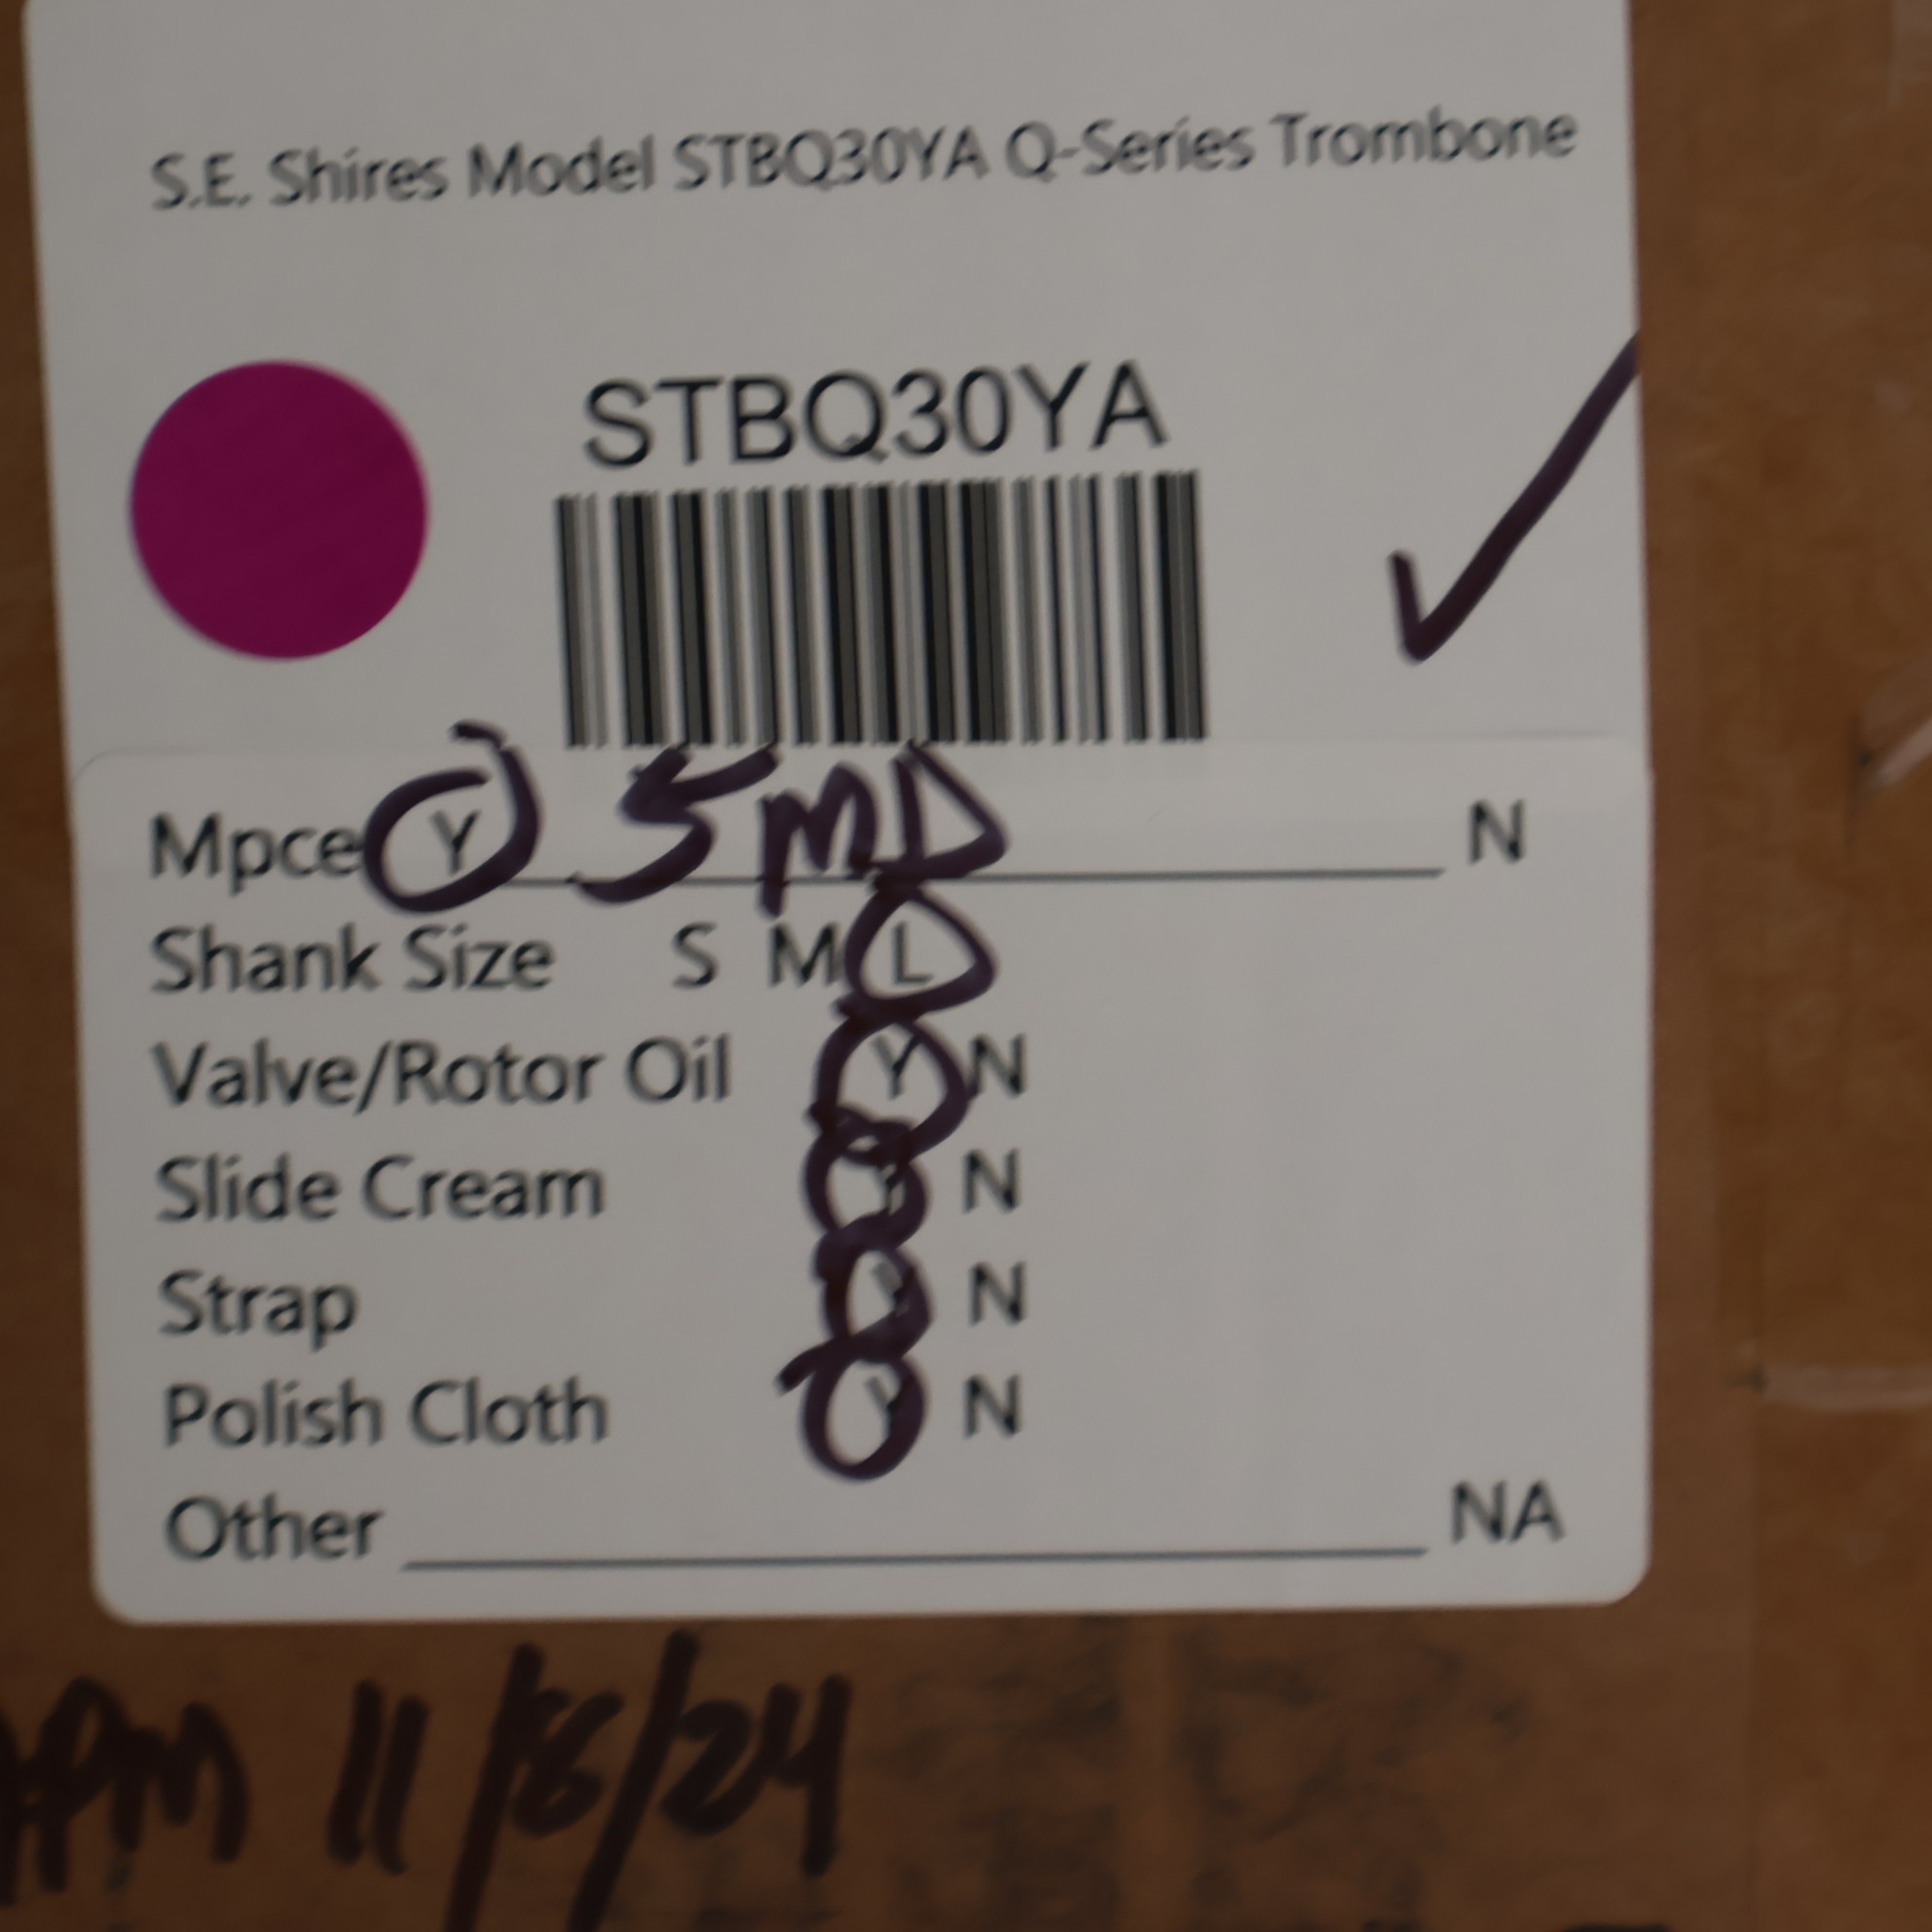 S.E. Shires Model STBQ30YA Q-Series Trombone
STBQ30YA
Mpce Y 5MD N
Shank Size S M L
Valve/Rotor Oil Y N
Slide Cream Y N
Strap Y N
Polish Cloth Y N
Other NA
11/6/24